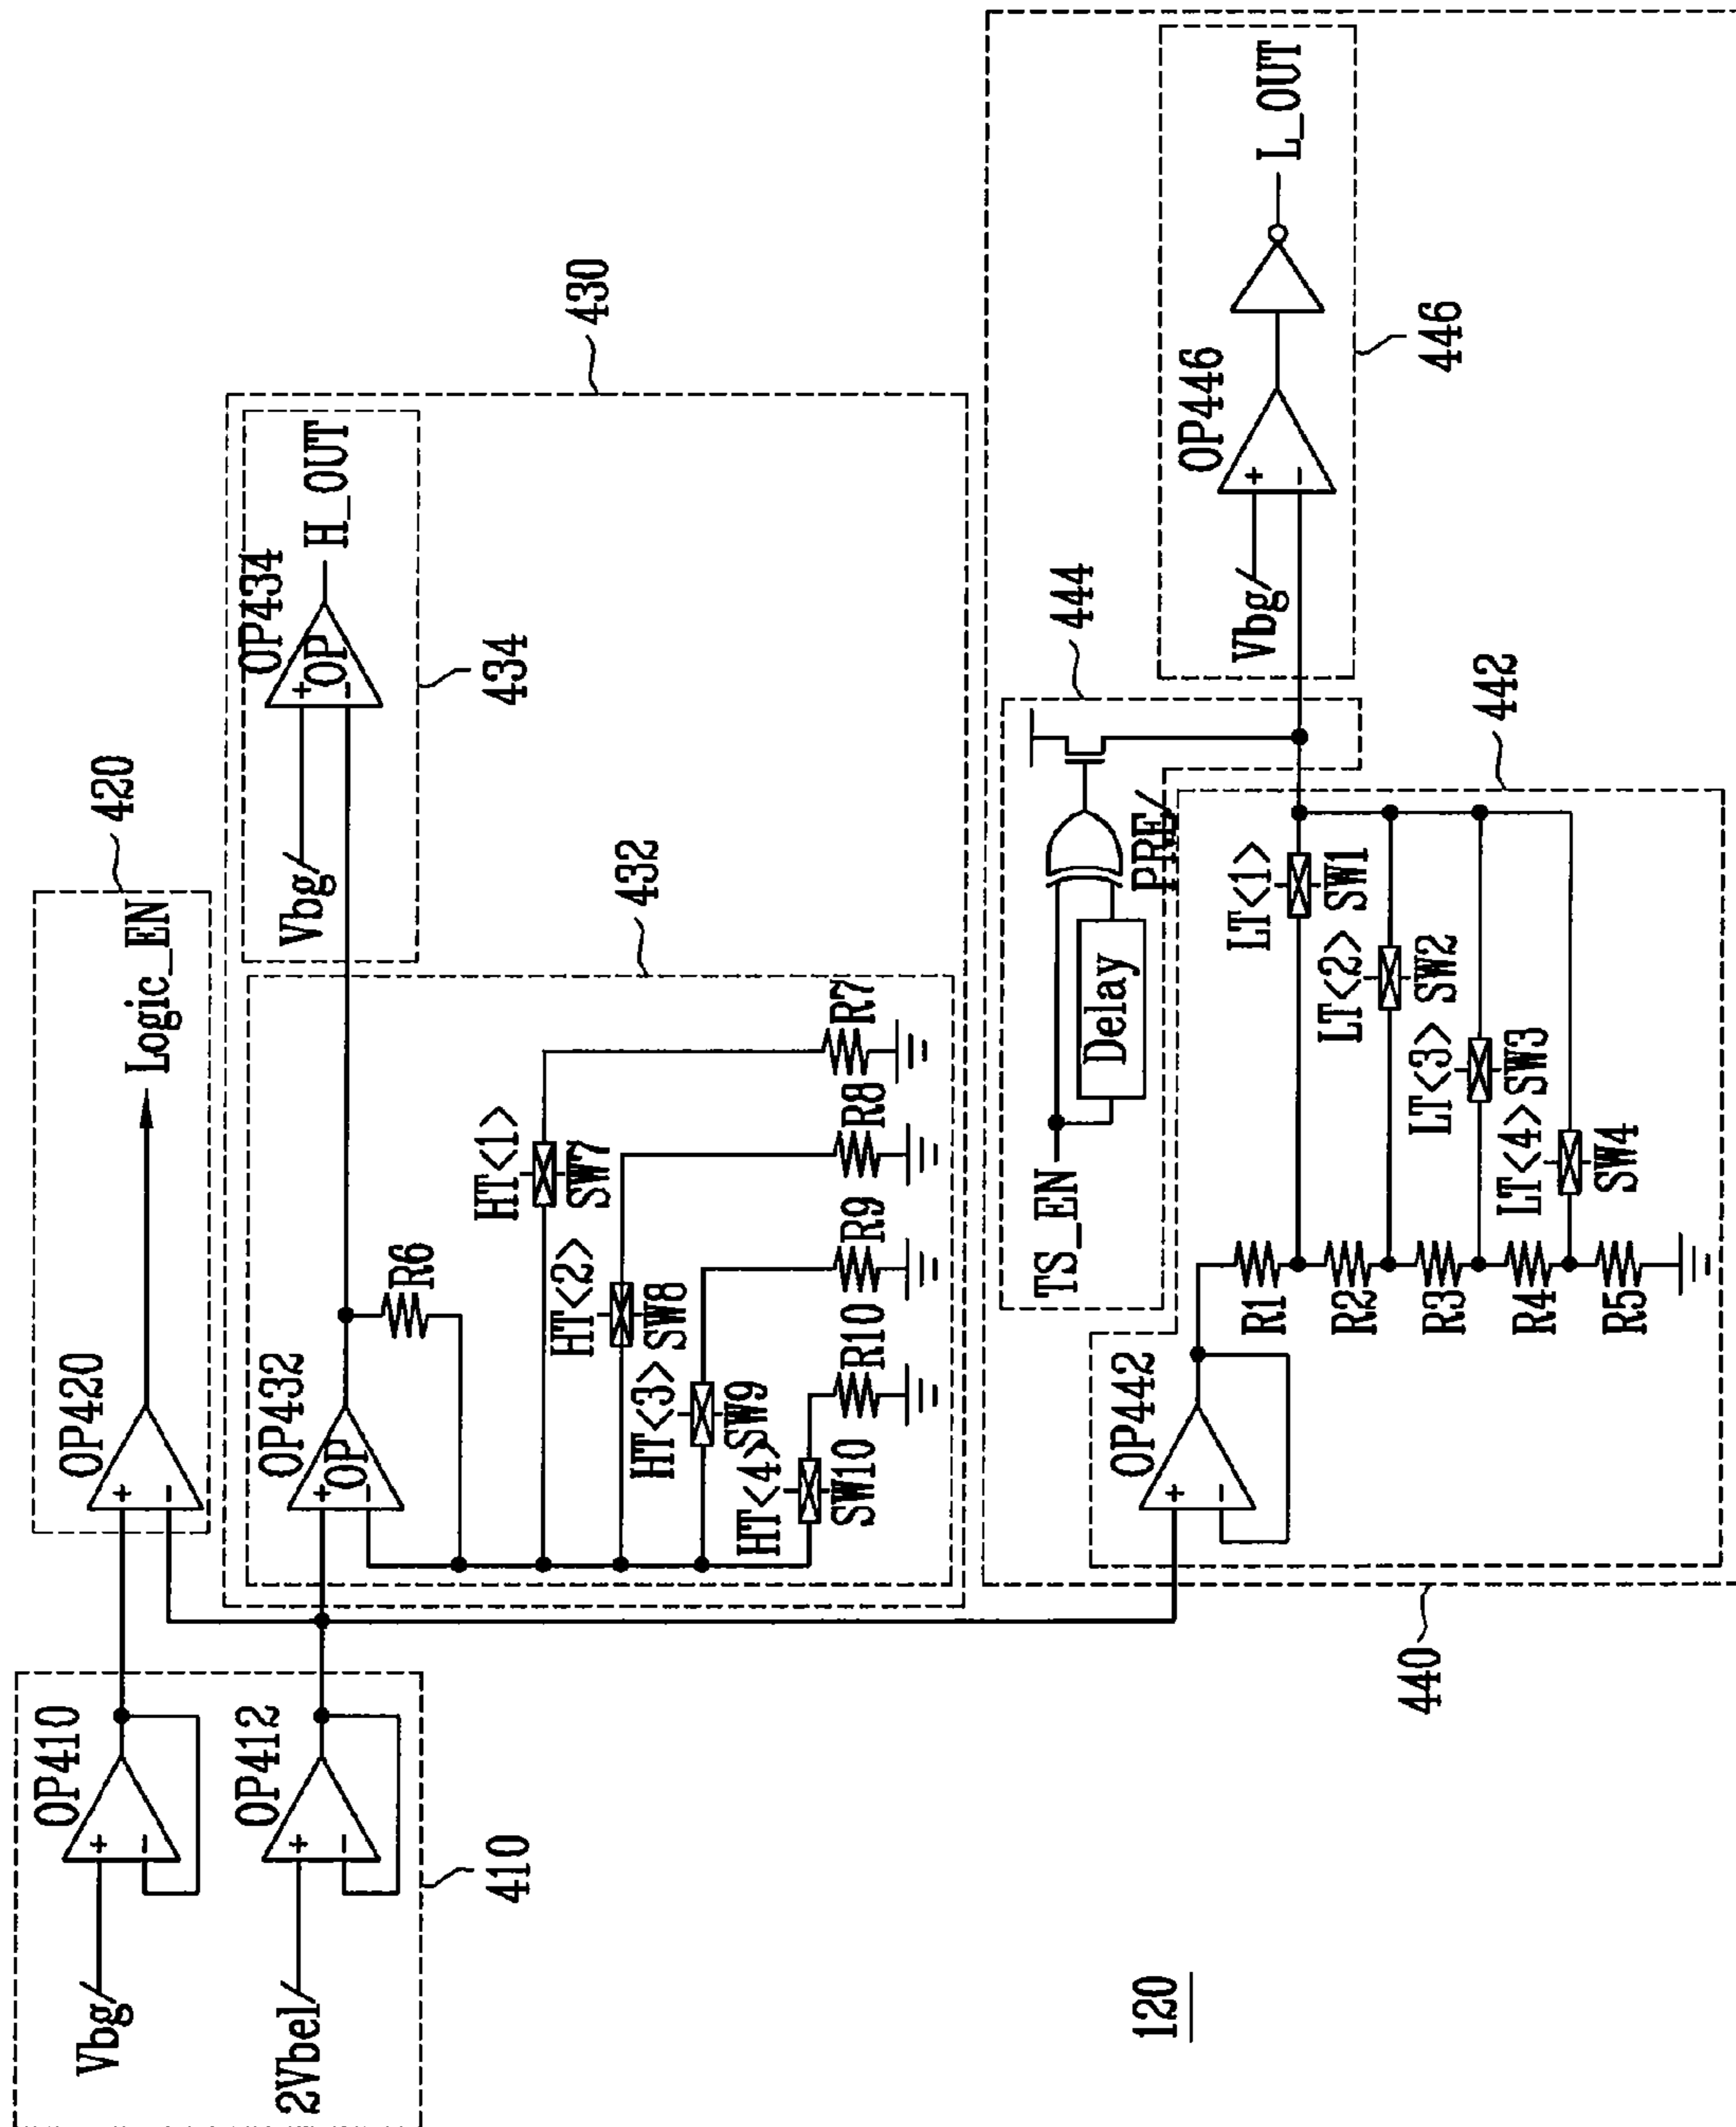 Vbg
OP410
2Vbel
OP412
410
OP420
Logic_EN
420
OP432
OP
R6
HT<1>
SW7
HT<2>
SW8
HT<3>
SW9
HT<4>
SW10
R10
R9
R8
R7
432
Vbg
OP434
OP
H_OUT
434
430
OP442
R1
R2
R3
R4
R5
LT<1>
SW1
LT<2>
SW2
LT<3>
SW3
LT<4>
SW4
442
TS_EN
Delay
PRE
444
Vbg
OP446
L_OUT
446
440
120